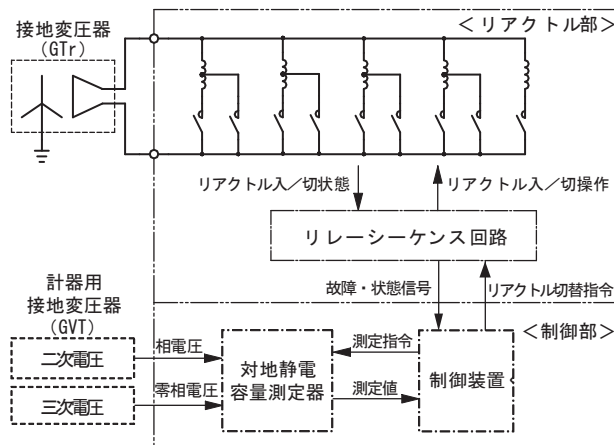 接地変圧器
(GTr)
＜リアクトル部＞
リアクトル入／切状態
リアクトル入／切操作
リレーシーケンス回路
故障・状態信号
リアクトル切替指令
＜制御部＞
計器用
接地変圧器
(GVT)
二次電圧
三次電圧
相電圧
零相電圧
対地静電
容量測定器
測定指令
測定値
制御装置